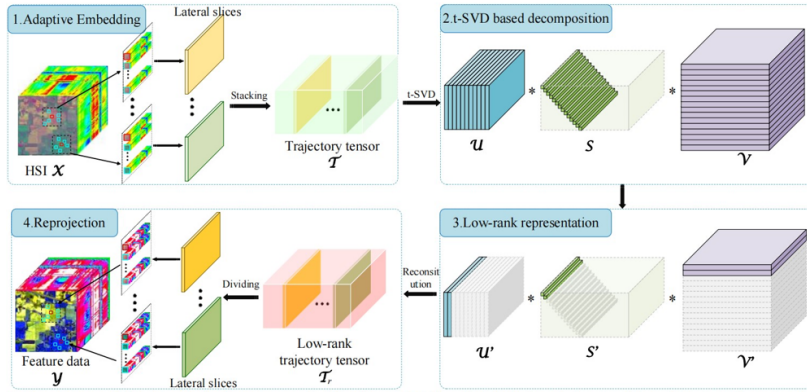 1.Adaptive Embedding
Lateral slices
Stacking
HSI 𝒳
Trajectory tensor
𝒯
t-SVD
2.t-SVD based decomposition
*
*
𝒰
𝒮
𝒱
3.Low-rank representation
*
*
𝒰'
𝒮'
𝒱'
Reconsit
ution
4.Reprojection
Dividing
Low-rank
trajectory tensor
𝒯r
Lateral slices
Feature data
𝒴